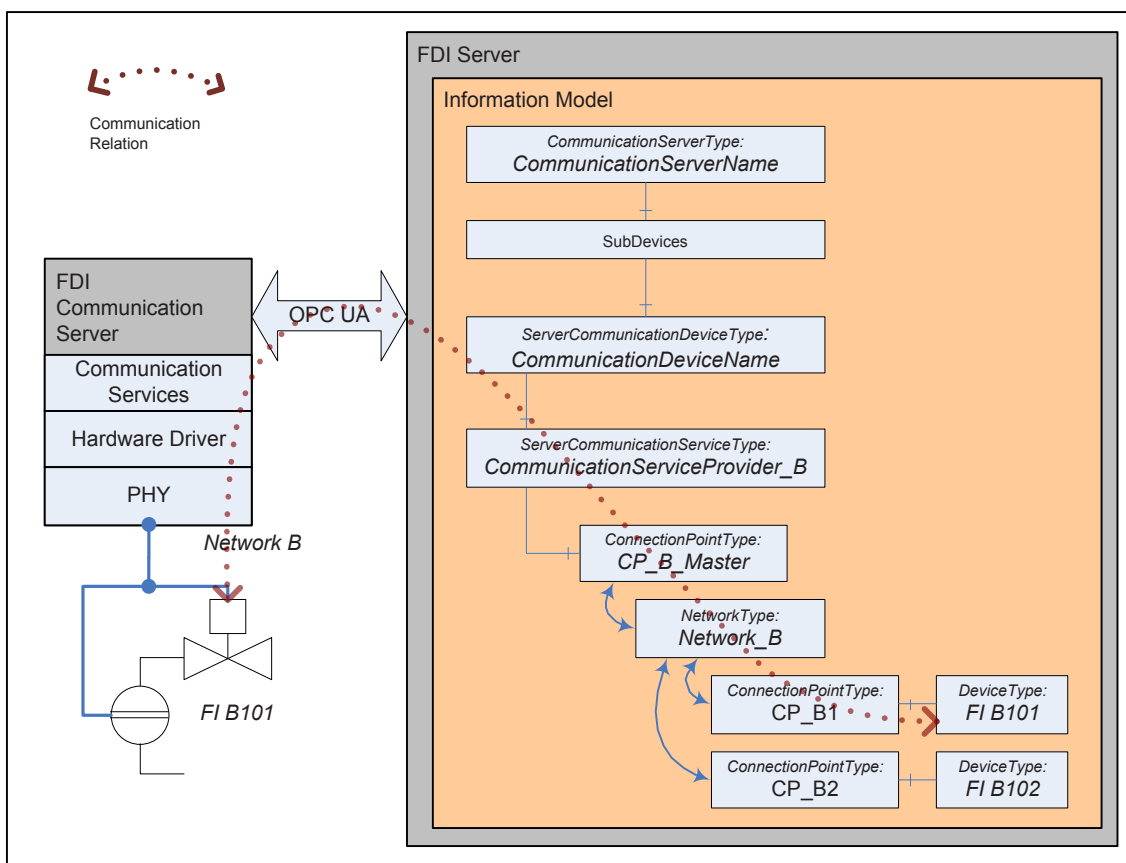 FDI Server
Information Model
Communication
Relation
CommunicationServerType:
CommunicationServerName
SubDevices
FDI
Communication
Server
OPC UA
ServerCommunicationDeviceType:
CommunicationDeviceName
Communication
Services
Hardware Driver
PHY
ServerCommunicationServiceType:
CommunicationServiceProvider_B
Network B
ConnectionPointType:
CP_B_Master
NetworkType:
Network_B
FI B101
ConnectionPointType:
CP_B1
DeviceType:
FI B101
ConnectionPointType:
CP_B2
DeviceType:
FI B102